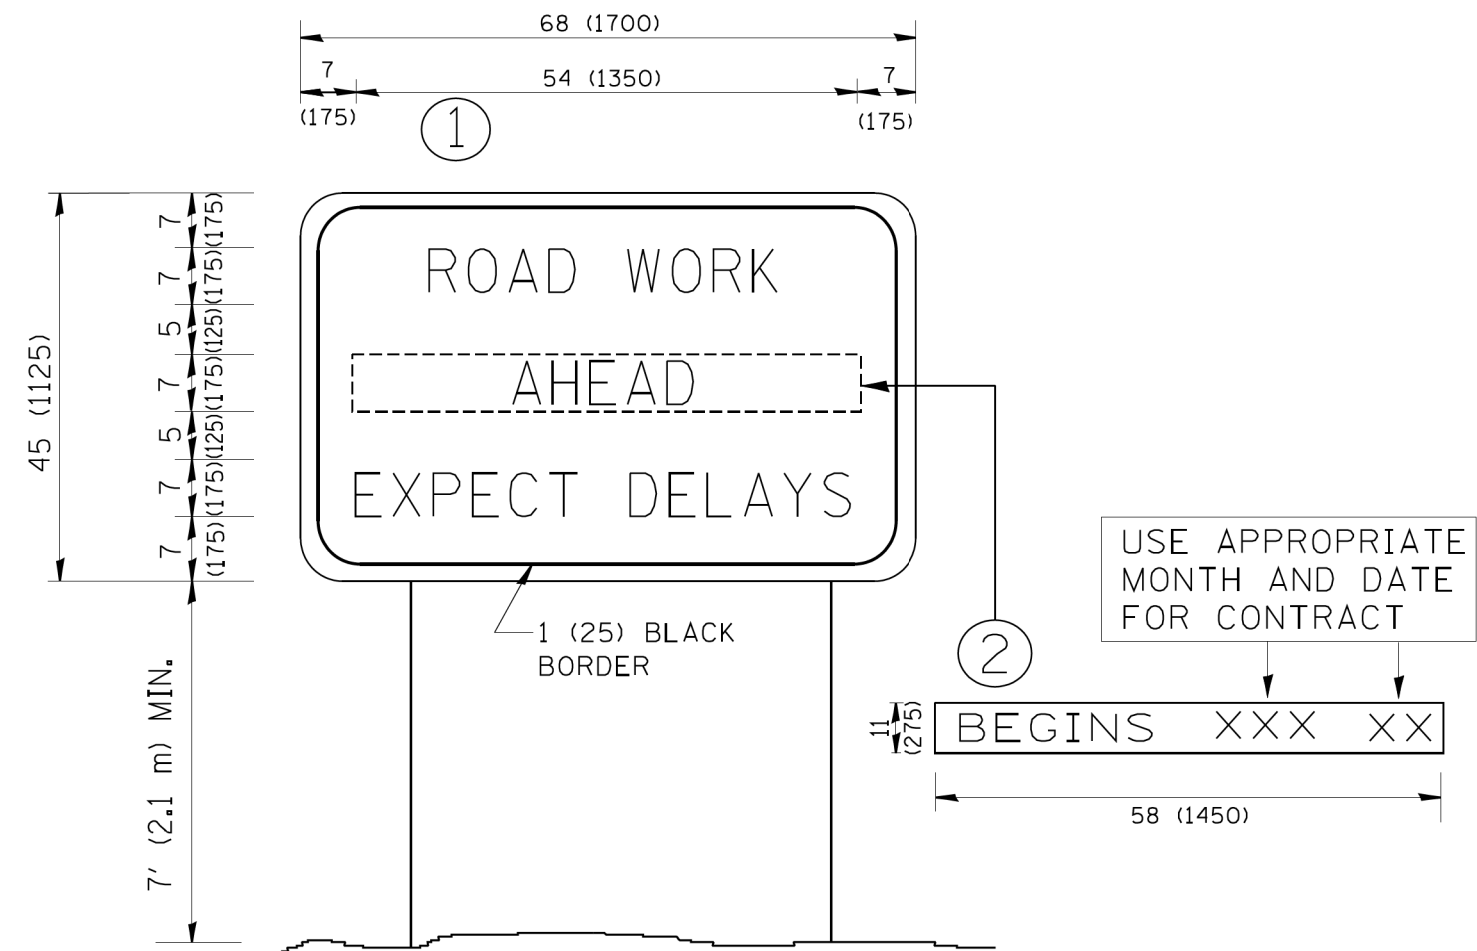 68 (1700)
7
54 (1350)
7
(175)
(175)
1
45 (1125)
7 (175)
7 (175)
5 (125)
7 (175)
5 (125)
7 (175)
7 (175)
7' (2.1 m) MIN.
ROAD WORK
AHEAD
EXPECT DELAYS
1 (25) BLACK
BORDER
2
USE APPROPRIATE
MONTH AND DATE
FOR CONTRACT
11
(275)
BEGINS XXX XX
58 (1450)